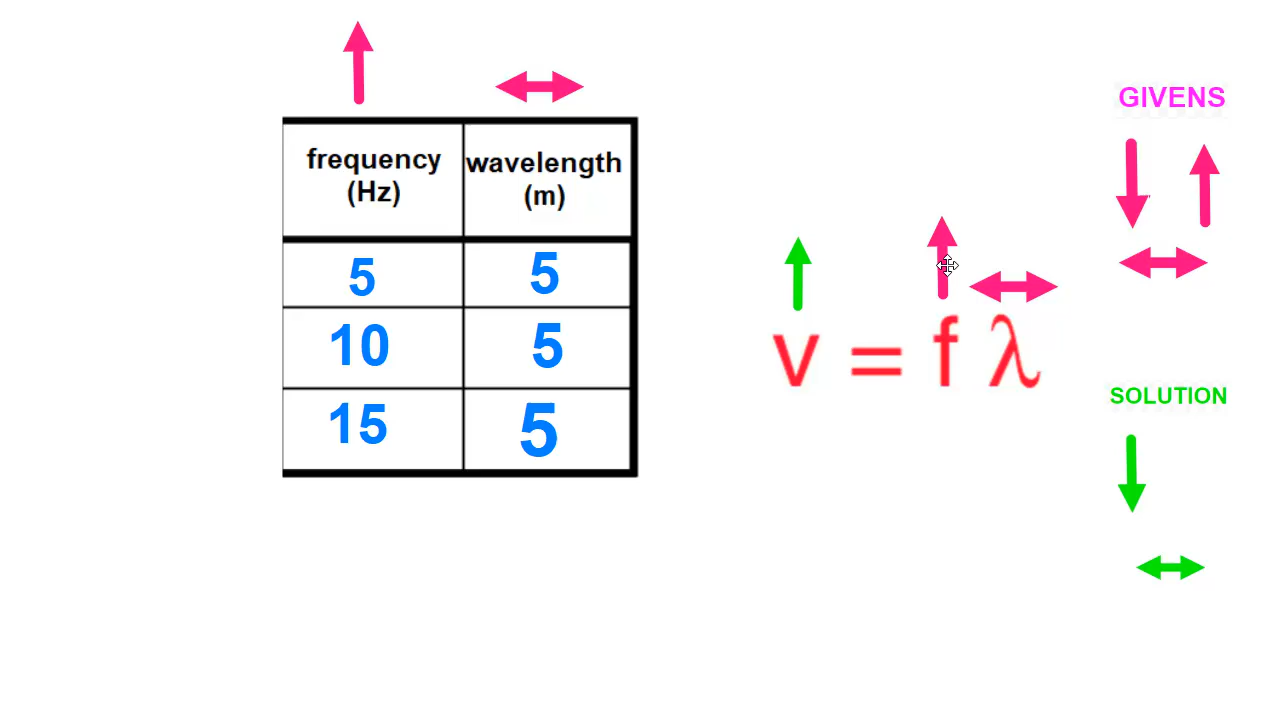 frequency
(Hz)
wavelength
(m)
5
5
10
5
15
5
v = f λ
GIVENS
SOLUTION